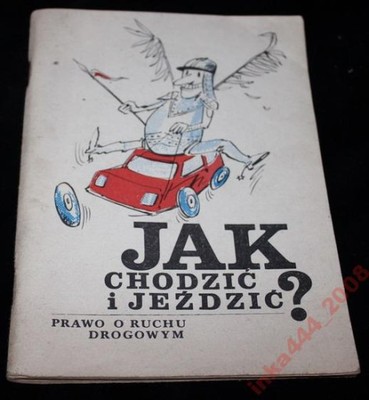 JAK
CHODZIĆ
i JEŹDZIĆ?
PRAWO O RUCHU
DROGOWYM
inka444_2008